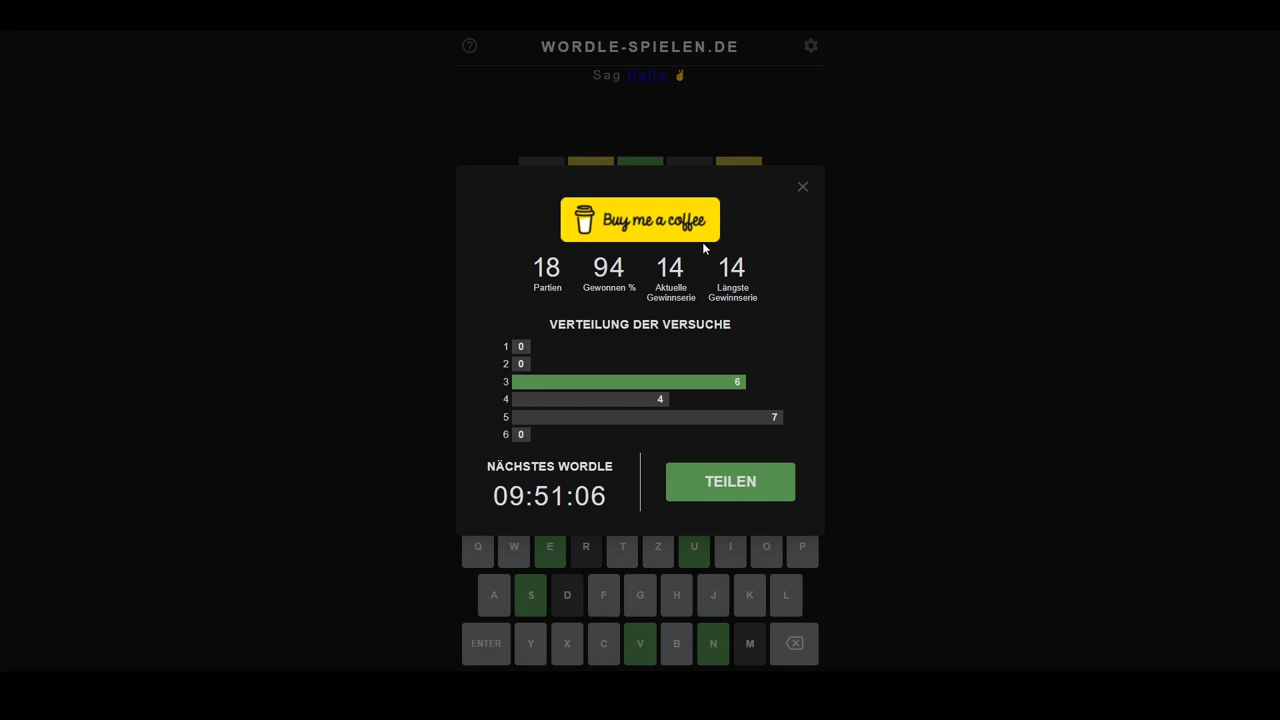 WORDLE-SPIELEN.DE
Sag Hallo ✌
Buy me a coffee
18 94 14 14
Partien Gewonnen % Aktuelle Gewinnserie Längste Gewinnserie
VERTEILUNG DER VERSUCHE
1 0
2 0
3 6
4 4
5 7
6 0
NÄCHSTES WORDLE
09:51:06
TEILEN
Q W E R T Z U I O P
A S D F G H J K L
ENTER Y X C V B N M